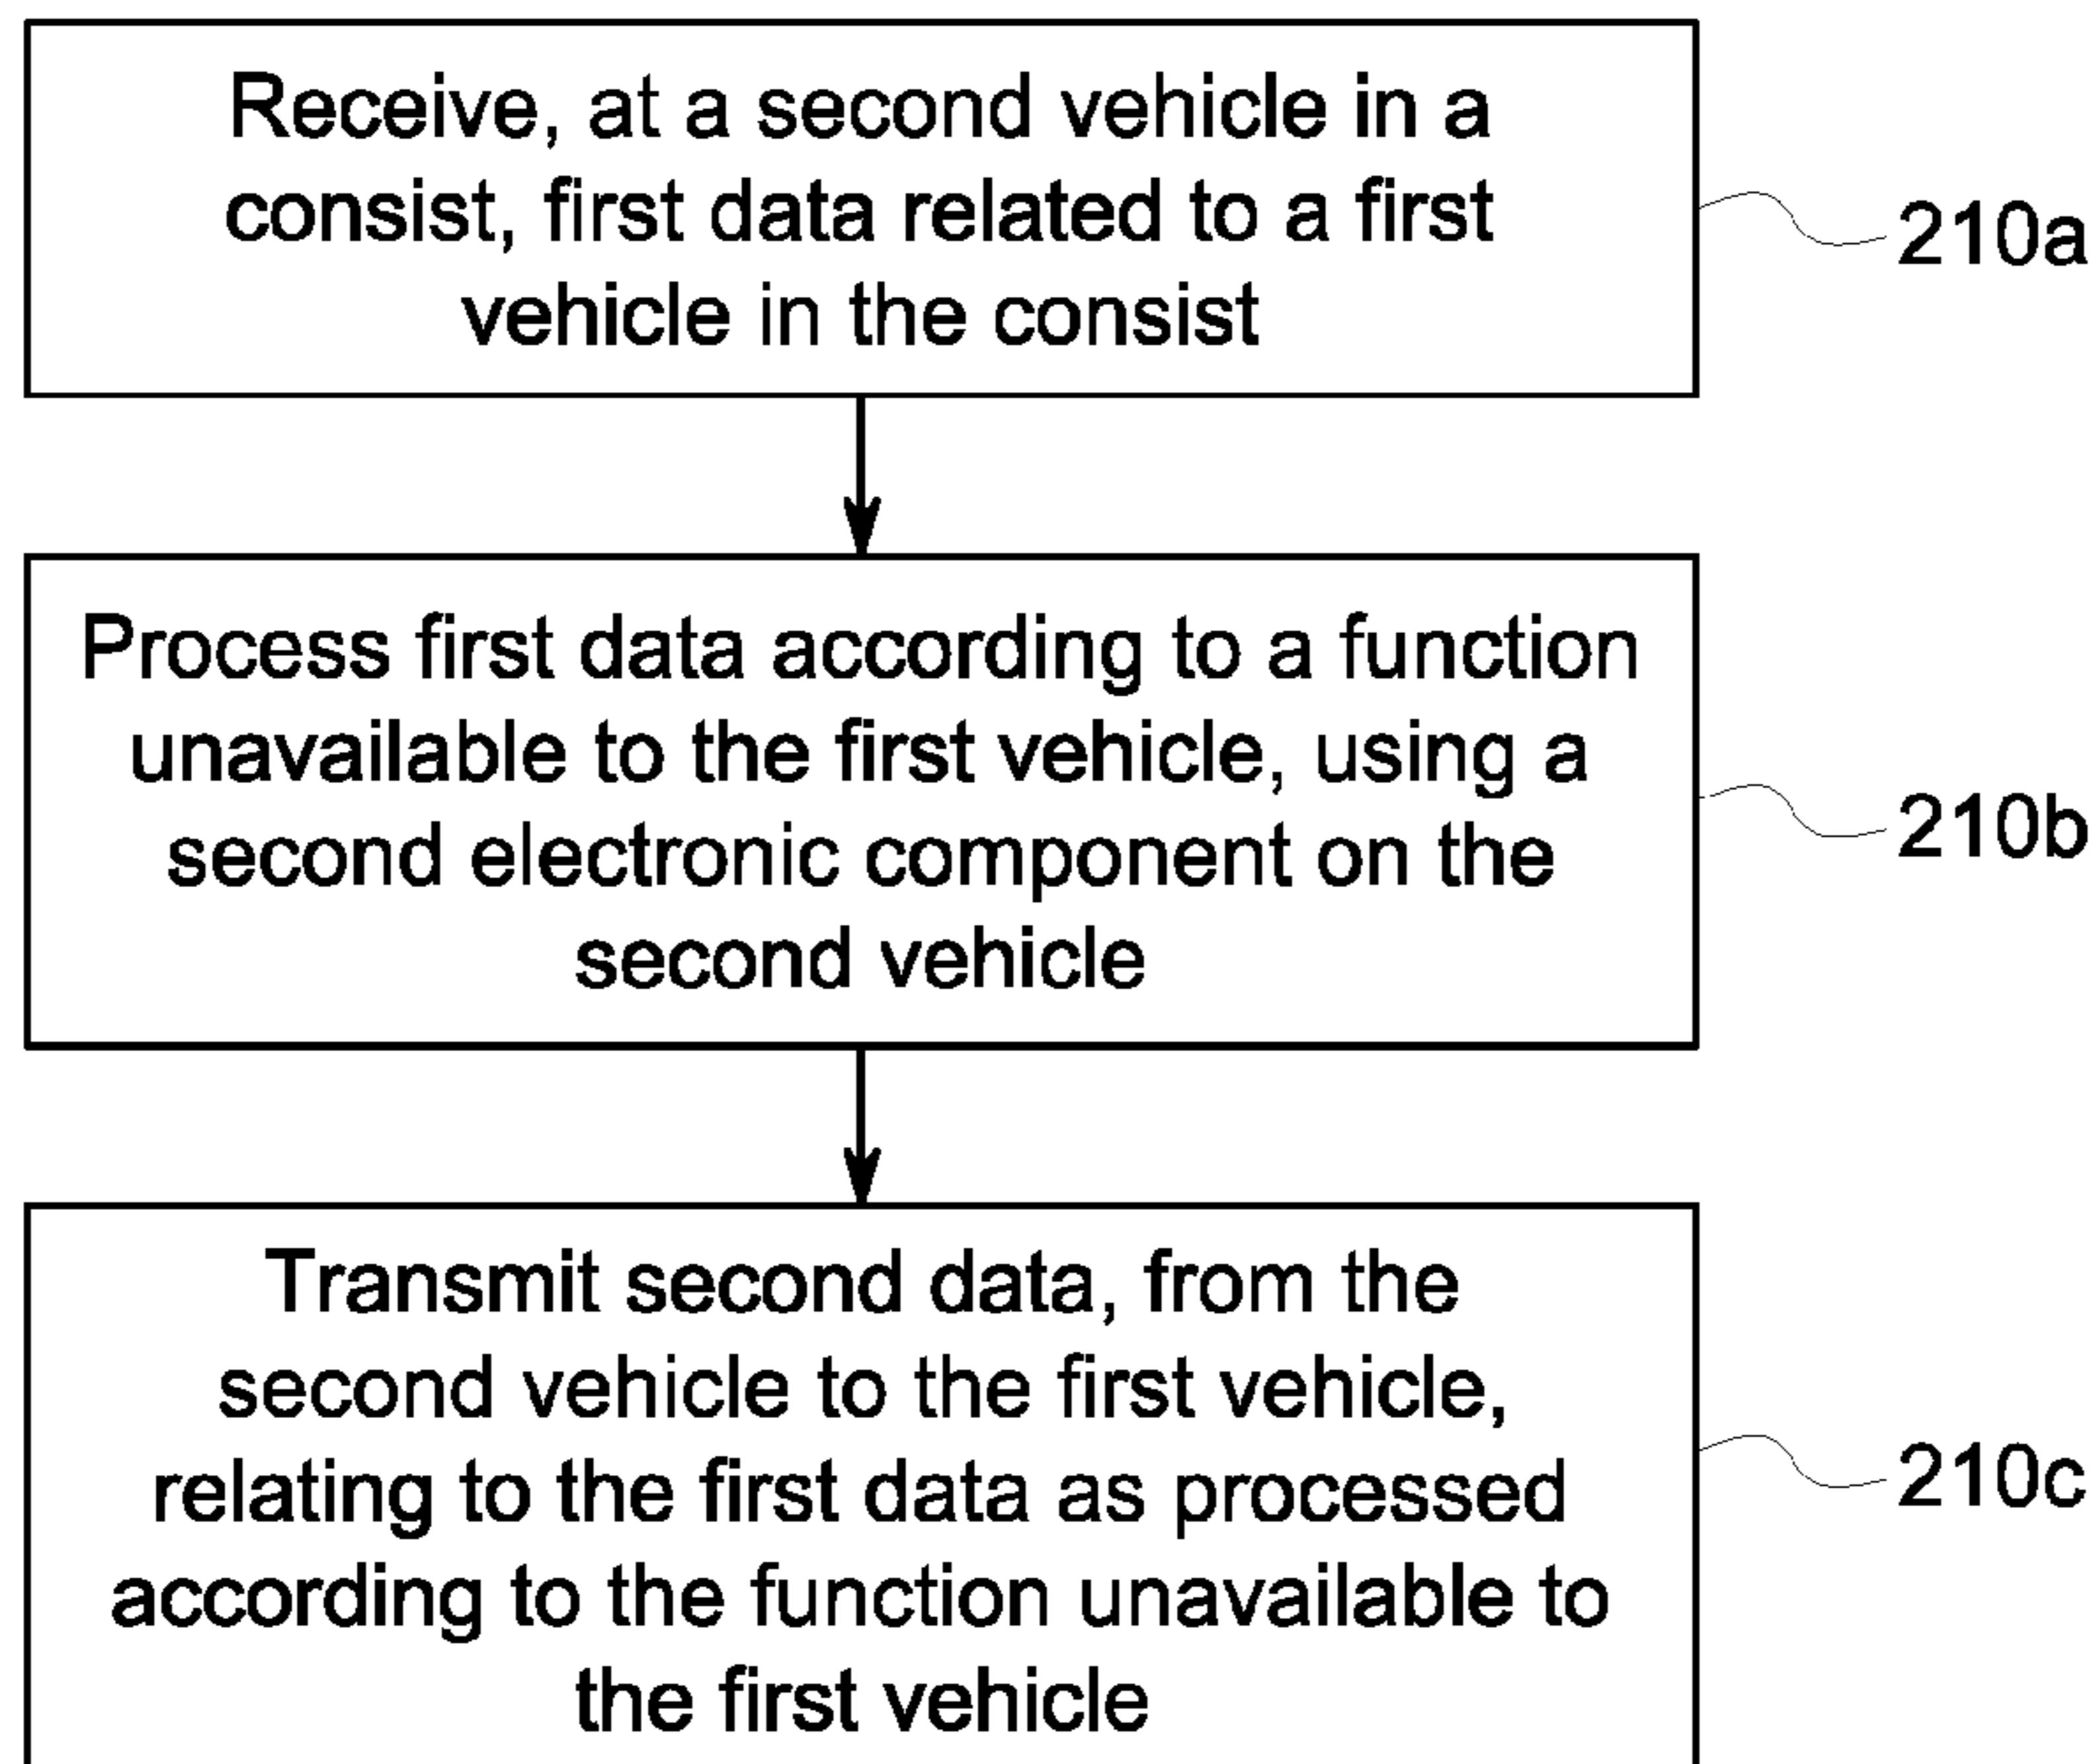 Receive, at a second vehicle in a
consist, first data related to a first
vehicle in the consist
210a
Process first data according to a function
unavailable to the first vehicle, using a
second electronic component on the
second vehicle
210b
Transmit second data, from the
second vehicle to the first vehicle,
relating to the first data as processed
according to the function unavailable to
the first vehicle
210c